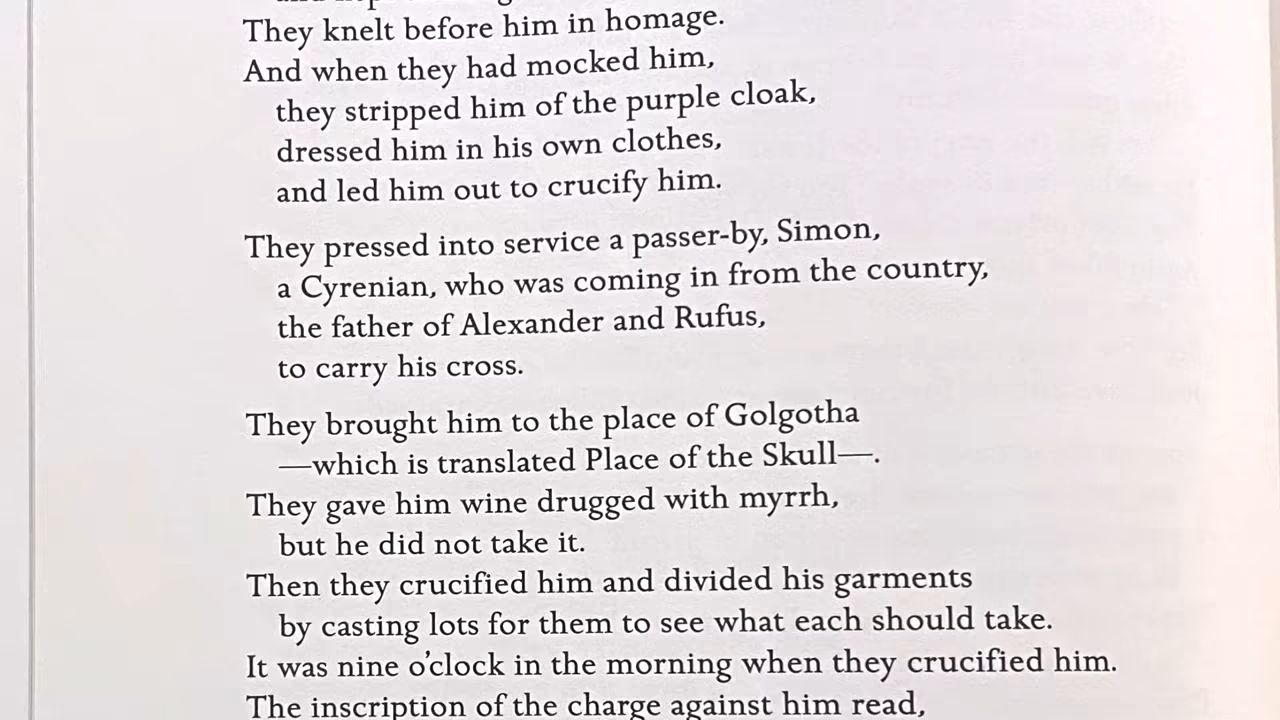 They knelt before him in homage.
And when they had mocked him,
they stripped him of the purple cloak,
dressed him in his own clothes,
and led him out to crucify him.
They pressed into service a passer-by, Simon,
a Cyrenian, who was coming in from the country,
the father of Alexander and Rufus,
to carry his cross.
They brought him to the place of Golgotha
—which is translated Place of the Skull—.
They gave him wine drugged with myrrh,
but he did not take it.
Then they crucified him and divided his garments
by casting lots for them to see what each should take.
It was nine o’clock in the morning when they crucified him.
The inscription of the charge against him read,